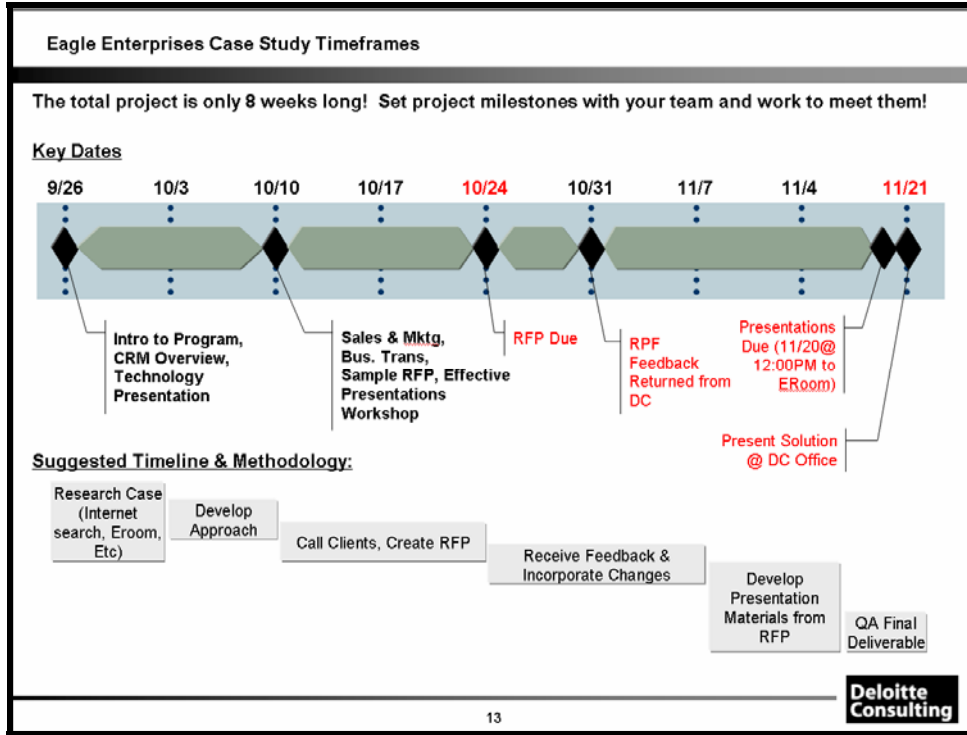 Eagle Enterprises Case Study Timeframes
The total project is only 8 weeks long! Set project milestones with your team and work to meet them!
Key Dates
9/26 10/3 10/10 10/17 10/24 10/31 11/7 11/4 11/21
Intro to Program,
CRM Overview,
Technology
Presentation
Sales & Mktg,
Bus. Trans,
Sample RFP, Effective
Presentations
Workshop
RFP Due
RPF
Feedback
Returned from
DC
Presentations
Due (11/20@
12:00PM to
ERoom)
Present Solution
@ DC Office
Suggested Timeline & Methodology:
Research Case
(Internet
search, Eroom,
Etc)
Develop
Approach
Call Clients, Create RFP
Receive Feedback &
Incorporate Changes
Develop
Presentation
Materials from
RFP
QA Final
Deliverable
13
Deloitte
Consulting